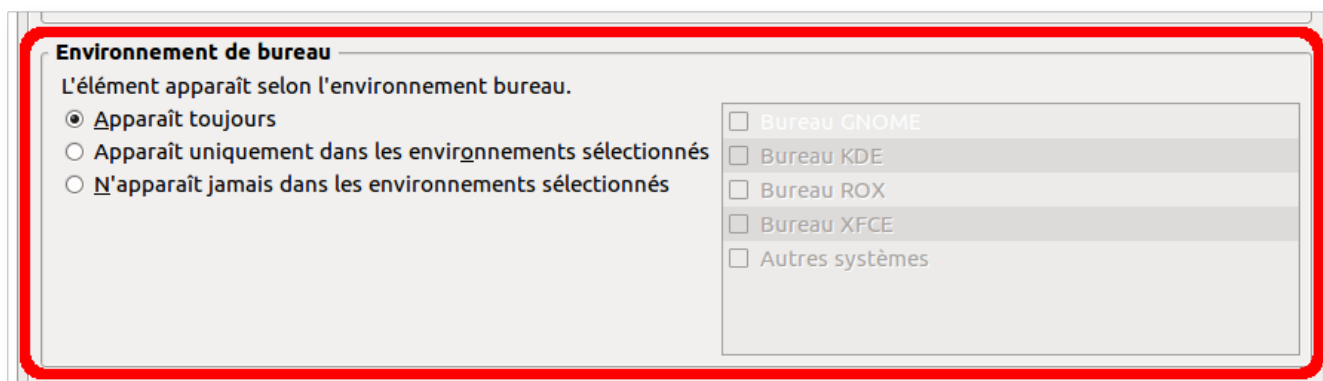 Environnement de bureau
L'élément apparaît selon l'environnement bureau.
Apparaît toujours
Apparaît uniquement dans les environnements sélectionnés
N'apparaît jamais dans les environnements sélectionnés
Bureau GNOME
Bureau KDE
Bureau ROX
Bureau XFCE
Autres systèmes